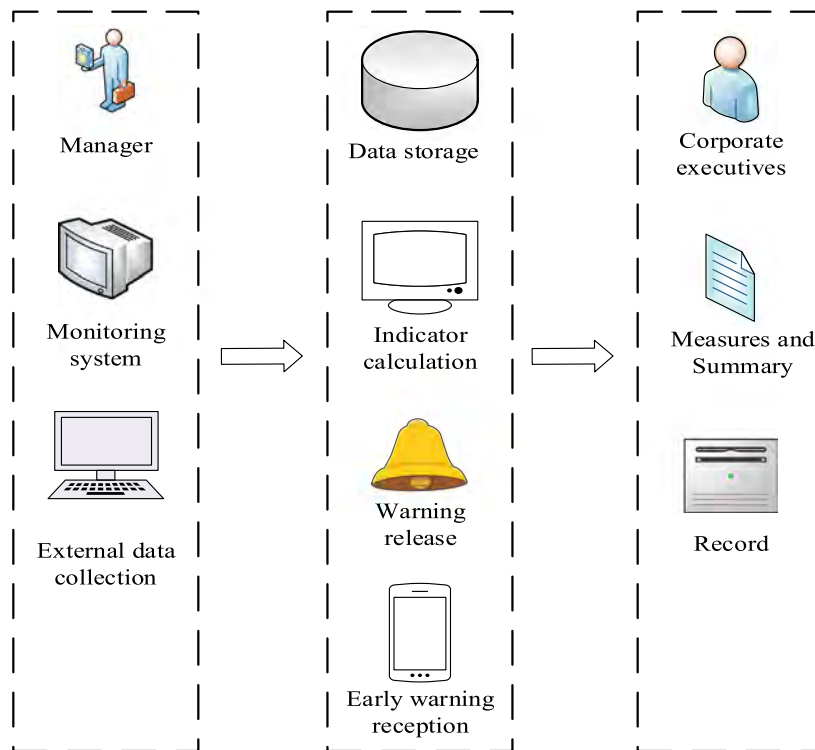 Manager
Monitoring
system
External data
collection
Data storage
Indicator
calculation
Warning
release
Early warning
reception
Corporate
executives
Measures and
Summary
Record